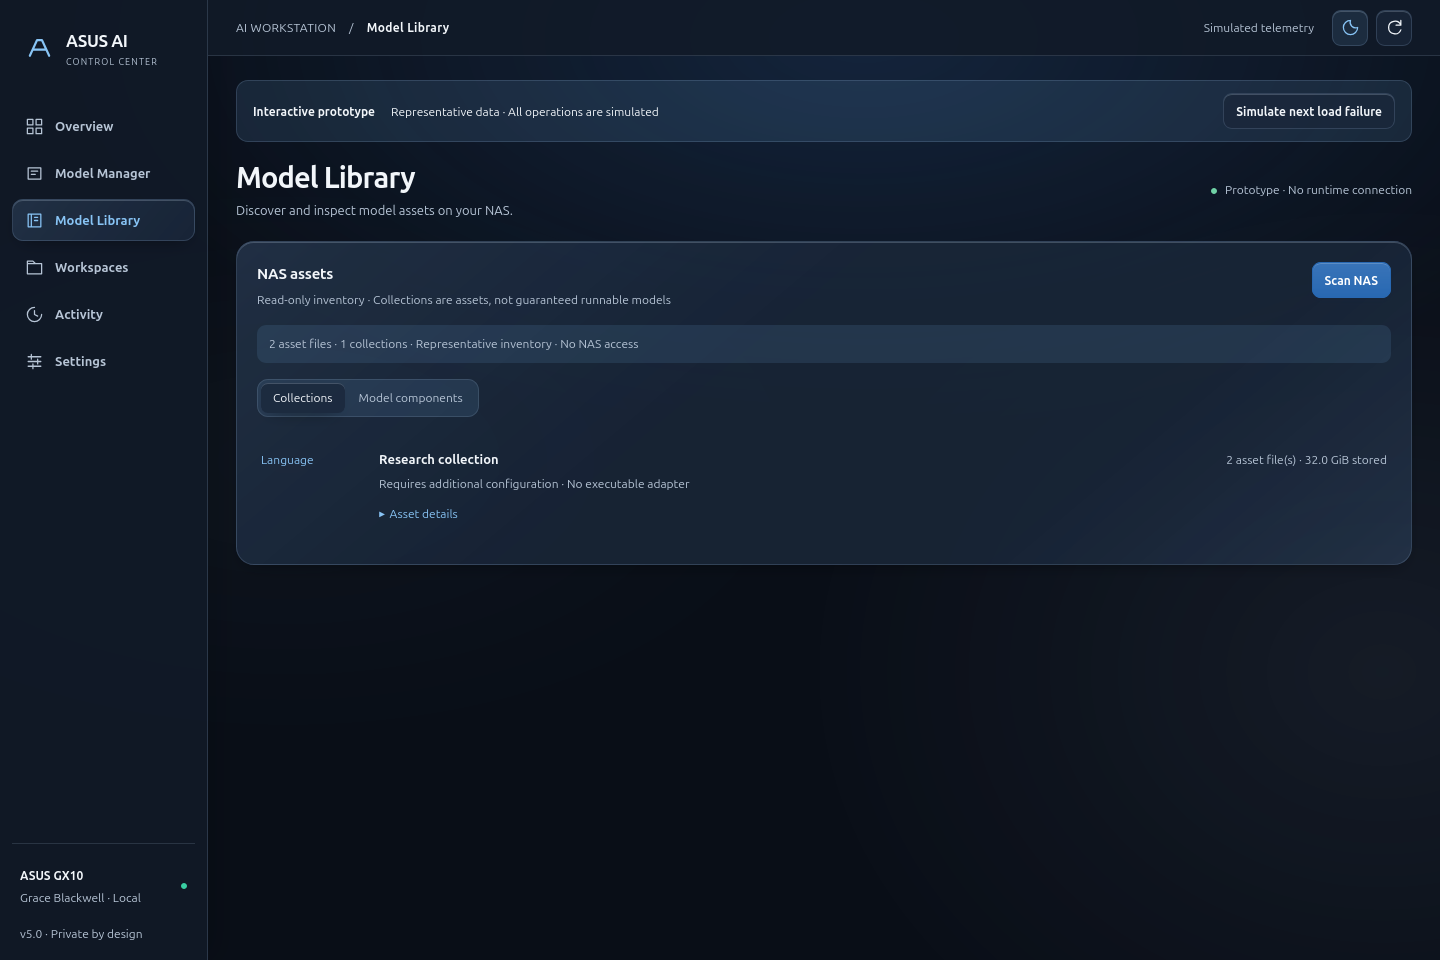 ASUS AI
CONTROL CENTER
Overview
Model Manager
Model Library
Workspaces
Activity
Settings
ASUS GX10
Grace Blackwell · Local
v5.0 · Private by design
AI WORKSTATION / Model Library
Simulated telemetry
Interactive prototype Representative data · All operations are simulated
Simulate next load failure
Model Library
Discover and inspect model assets on your NAS.
Prototype · No runtime connection
NAS assets
Read-only inventory · Collections are assets, not guaranteed runnable models
Scan NAS
2 asset files · 1 collections · Representative inventory · No NAS access
Collections Model components
Language Research collection 2 asset file(s) · 32.0 GiB stored
Requires additional configuration · No executable adapter
▸ Asset details